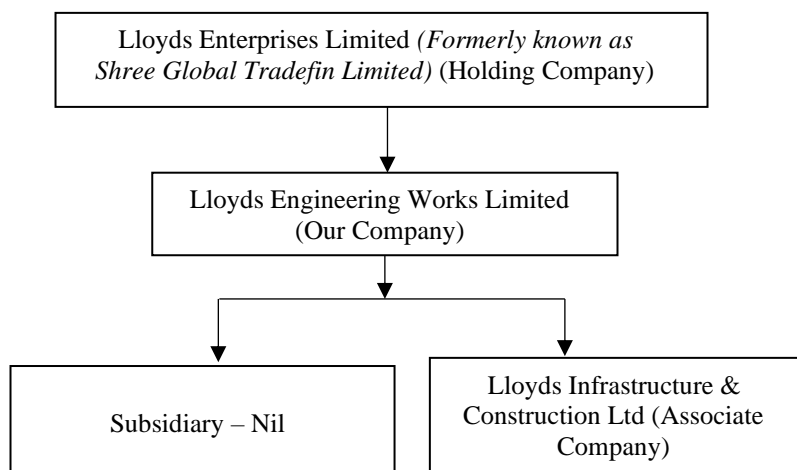 Lloyds Enterprises Limited (Formerly known as
Shree Global Tradefin Limited) (Holding Company)
Lloyds Engineering Works Limited
(Our Company)
Subsidiary – Nil
Lloyds Infrastructure &
Construction Ltd (Associate
Company)